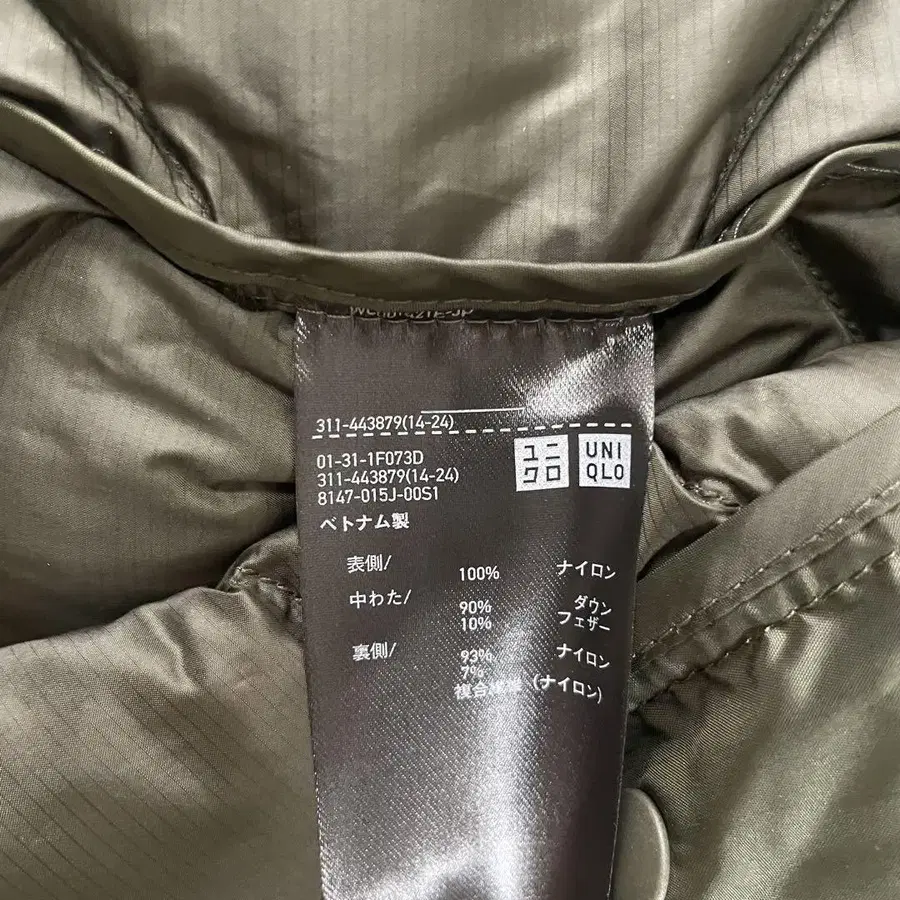 311-443879(14-24)
01-31-1F073D
311-443879(14-24)
8147-015J-00S1
ユニクロ
UNIQLO
ベトナム製
表側/ 100% ナイロン
中わた/ 90% ダウン
10% フェザー
裏側/ 93% ナイロン
7%
複合繊維 (ナイロン)